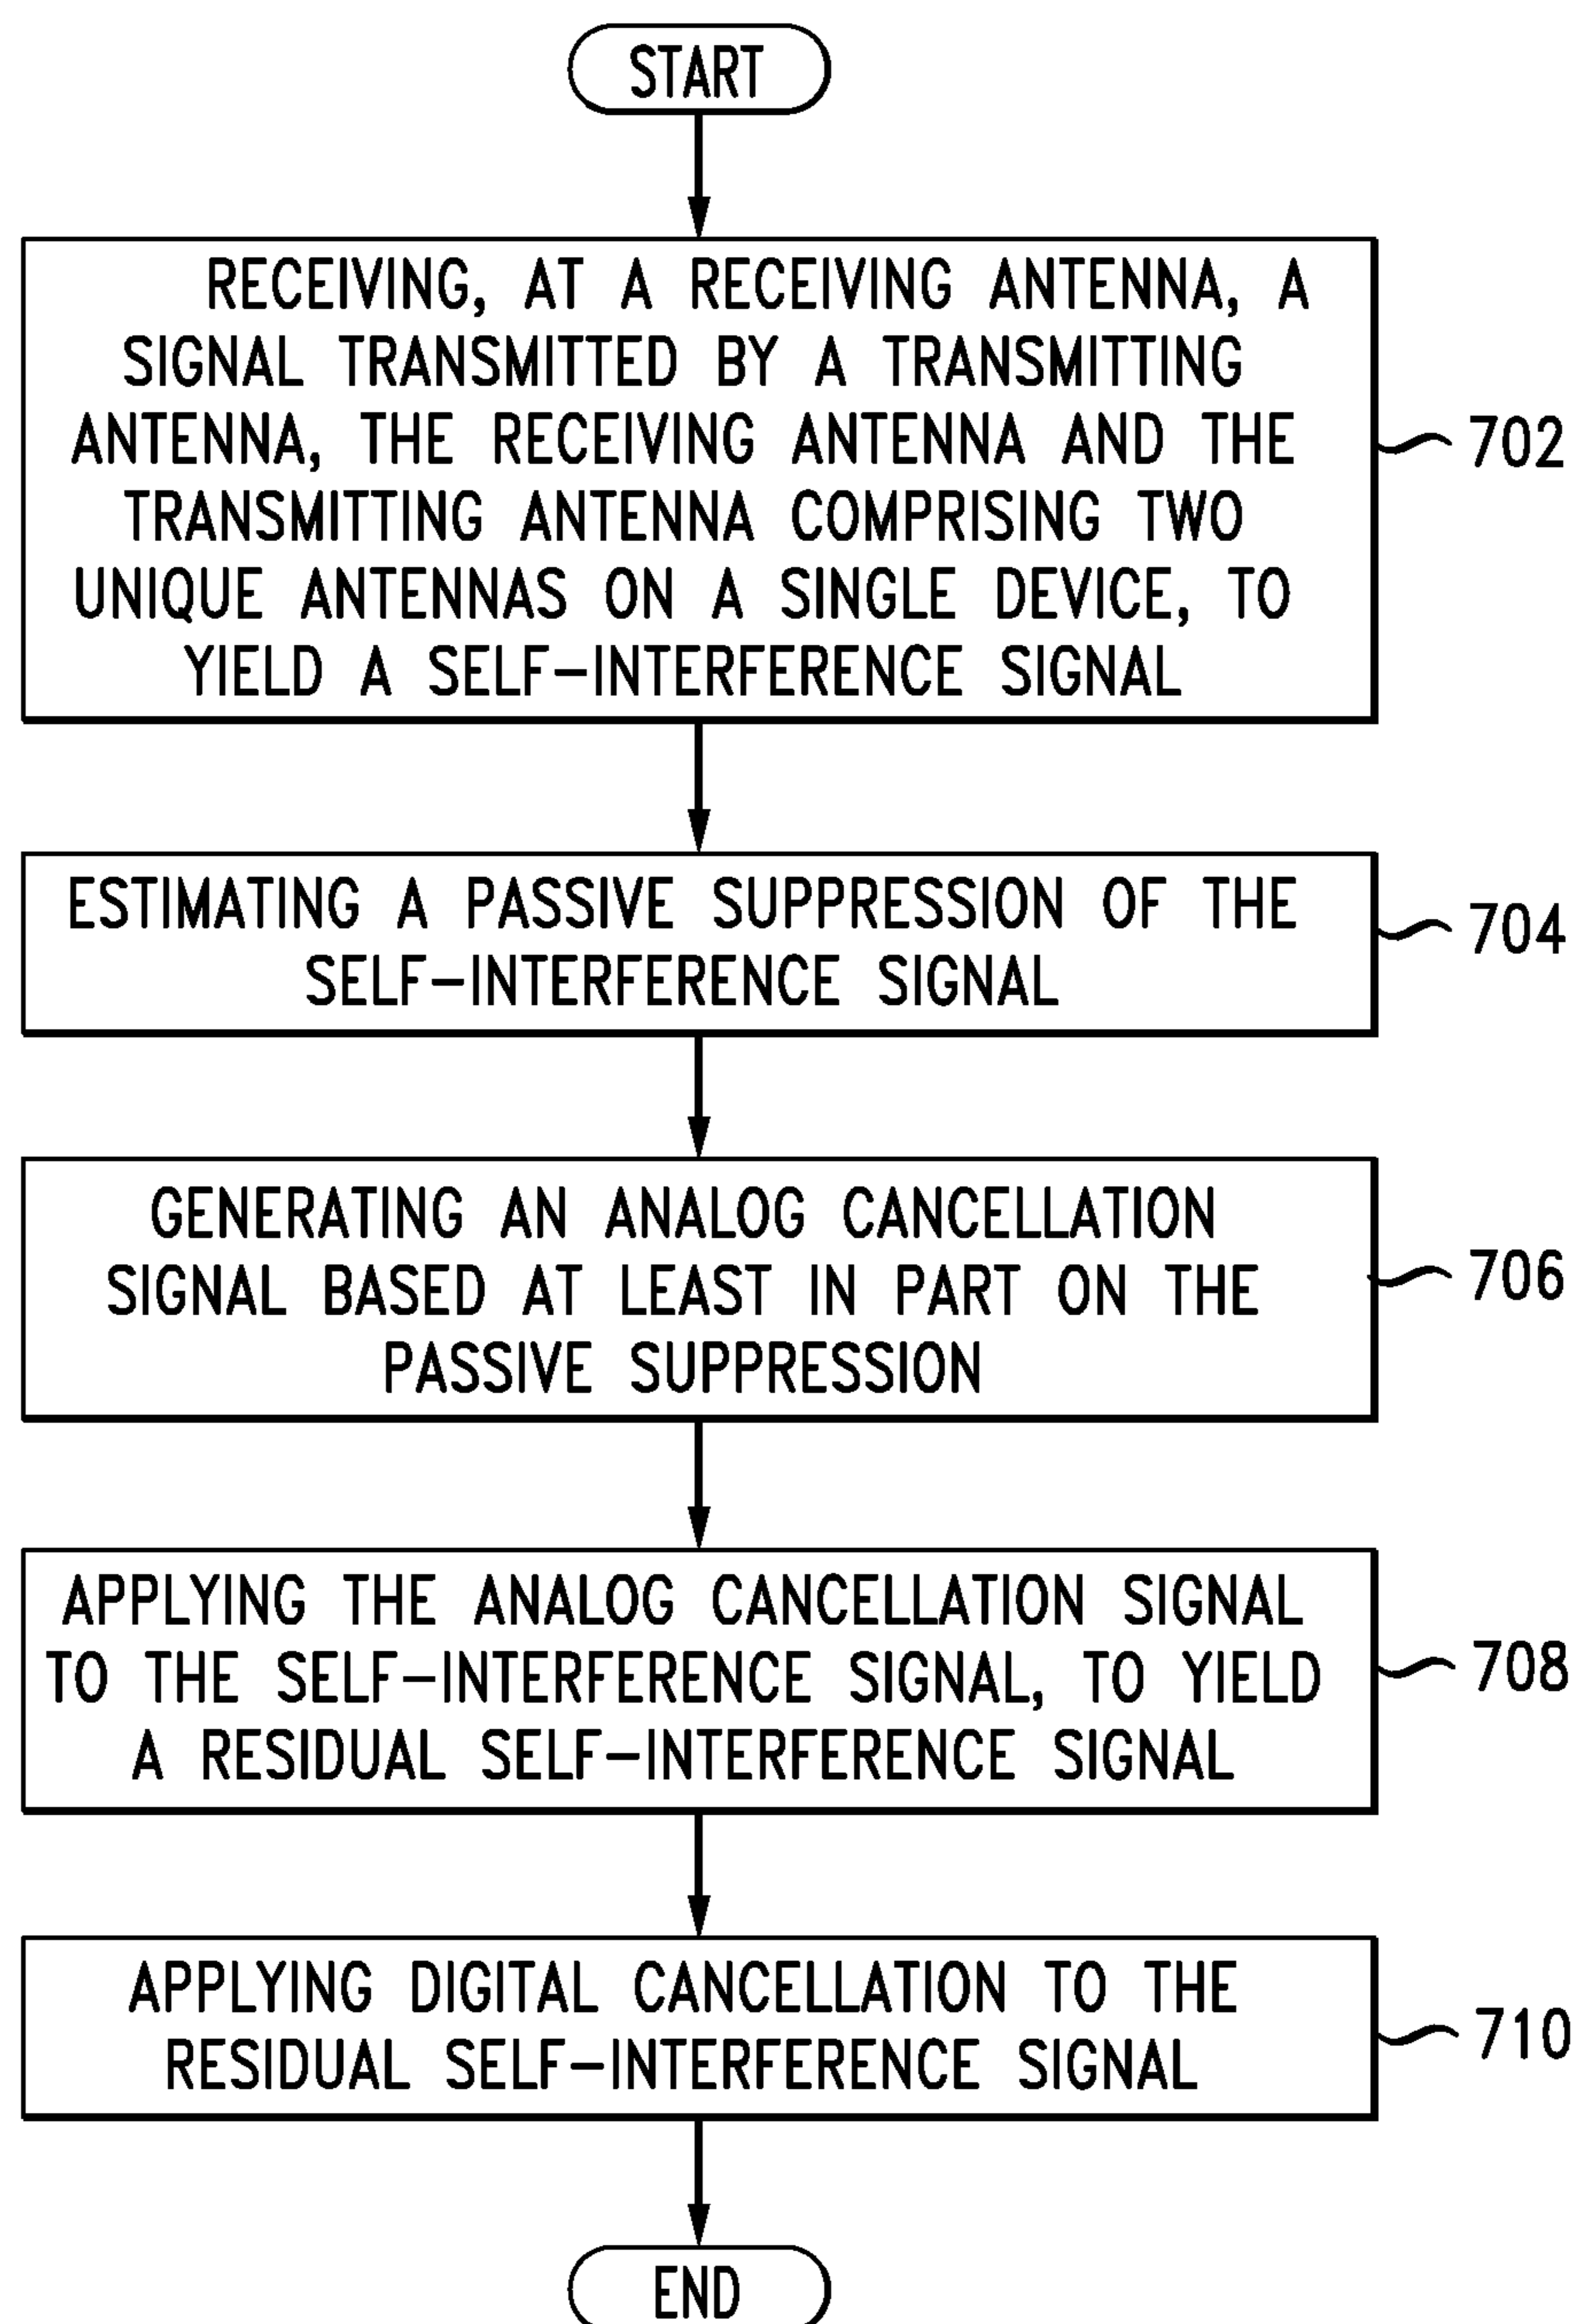 START
RECEIVING, AT A RECEIVING ANTENNA, A
SIGNAL TRANSMITTED BY A TRANSMITTING
ANTENNA, THE RECEIVING ANTENNA AND THE
TRANSMITTING ANTENNA COMPRISING TWO
UNIQUE ANTENNAS ON A SINGLE DEVICE, TO
YIELD A SELF-INTERFERENCE SIGNAL
702
ESTIMATING A PASSIVE SUPPRESSION OF THE
SELF-INTERFERENCE SIGNAL
704
GENERATING AN ANALOG CANCELLATION
SIGNAL BASED AT LEAST IN PART ON THE
PASSIVE SUPPRESSION
706
APPLYING THE ANALOG CANCELLATION SIGNAL
TO THE SELF-INTERFERENCE SIGNAL, TO YIELD
A RESIDUAL SELF-INTERFERENCE SIGNAL
708
APPLYING DIGITAL CANCELLATION TO THE
RESIDUAL SELF-INTERFERENCE SIGNAL
710
END